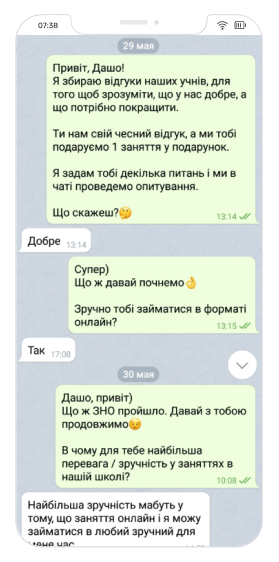 07:38
29 мая
Привіт, Дашо!
Я збираю відгуки наших учнів, для
того щоб зрозуміти, що у нас добре, а
що потрібно покращити.
Ти нам свій чесний відгук, а ми тобі
подаруємо 1 заняття у подарунок.
Я задам тобі декілька питань і ми в
чаті проведемо опитування.
Що скажеш?🤔
13:14
Добре 13:14
Супер)
Що ж давай почнемо👌
Зручно тобі займатися в форматі
онлайн?
13:15
Так 17:08
30 мая
Дашо, привіт)
Що ж ЗНО пройшло. Давай з тобою
продовжимо😉
В чому для тебе найбільша
перевага / зручність у заняттях в
нашій школі?
10:08
Найбільша зручність мабуть у
тому, що заняття онлайн і я можу
займатися в любий зручний для
мене час